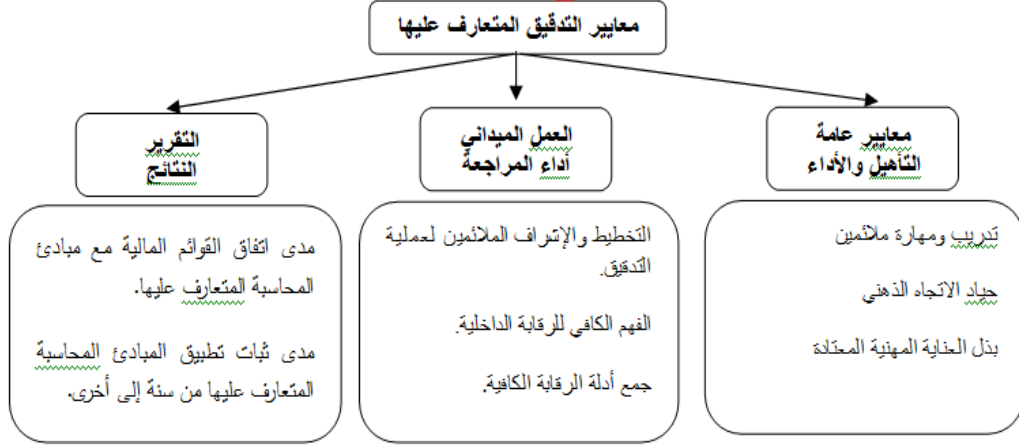 معايير التدقيق المتعارف عليها
معايير عامة
التأهيل والأداء
العمل الميداني
أداء المراجعة
التقرير
النتائج
تدريب ومهارة ملائمين
حياد الاتجاه الذهني
بذل العناية المهنية المعتادة
التخطيط والإشراف الملائمين لعملية
التدقيق.
الفهم الكافي للرقابة الداخلية.
جمع أدلة الرقابة الكافية.
مدى اتفاق القوائم المالية مع مبادئ
المحاسبة المتعارف عليها.
مدى ثبات تطبيق المبادئ المحاسبة
المتعارف عليها من سنة إلى أخرى.